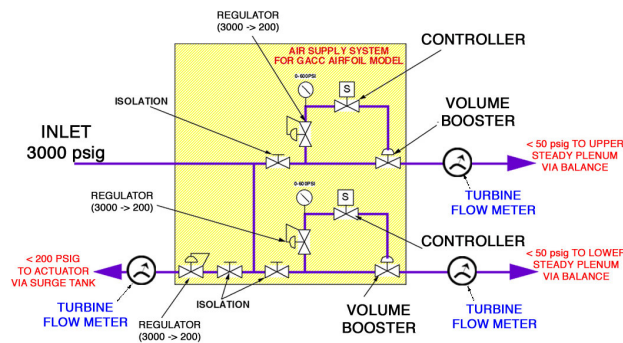 REGULATOR
(3000 -> 200)
AIR SUPPLY SYSTEM
FOR GACC AIRFOIL MODEL
CONTROLLER
0-600PSI
S
ISOLATION
VOLUME
BOOSTER
INLET
3000 psig
< 50 psig TO UPPER
STEADY PLENUM
VIA BALANCE
TURBINE
FLOW METER
REGULATOR
(3000 -> 200)
0-600PSI
S
CONTROLLER
< 200 PSIG
TO ACTUATOR
VIA SURGE TANK
<50 psig TO LOWER
STEADY PLENUM
VIA BALANCE
ISOLATION
TURBINE
FLOW METER
REGULATOR
(3000 -> 200)
VOLUME
BOOSTER
TURBINE
FLOW METER